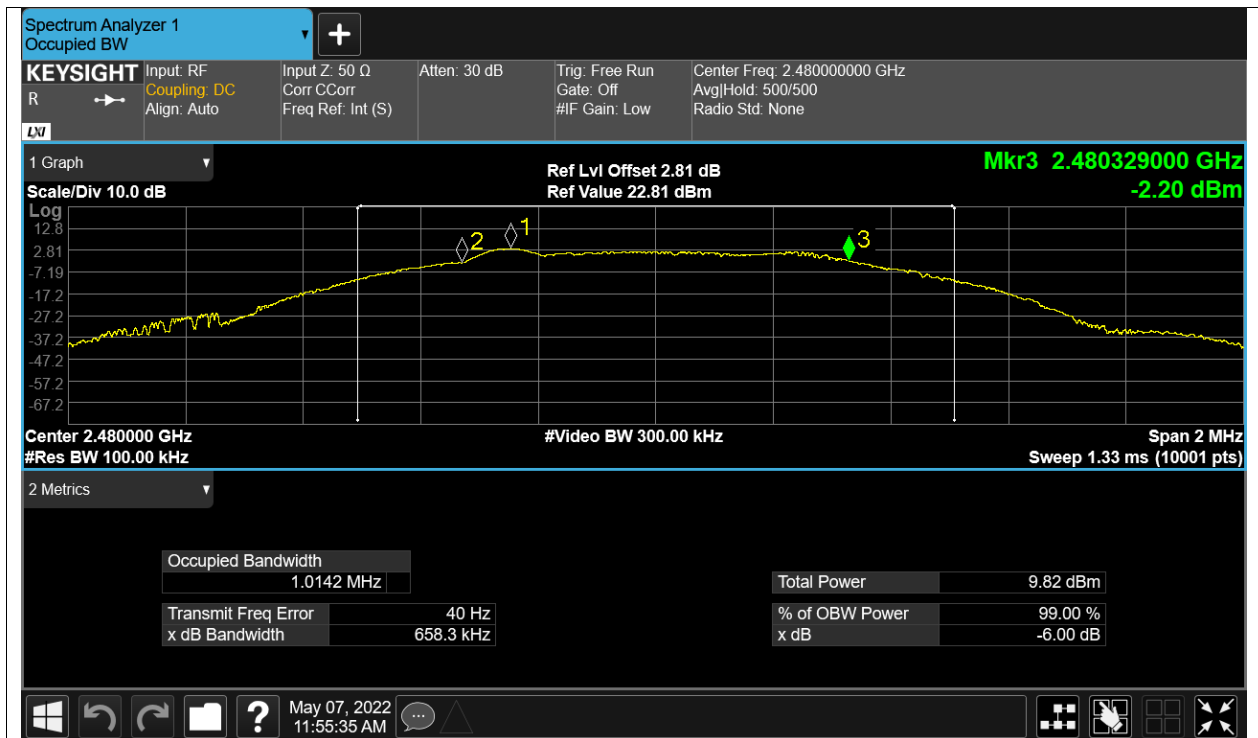 Spectrum Analyzer 1
Occupied BW
+
KEYSIGHT
R
LXI
Input: RF
Coupling: DC
Align: Auto
Input Z: 50 Ω
Corr CCorr
Freq Ref: Int (S)
Atten: 30 dB
Trig: Free Run
Gate: Off
#IF Gain: Low
Center Freq: 2.480000000 GHz
Avg|Hold: 500/500
Radio Std: None
1 Graph
Scale/Div 10.0 dB
Ref Lvl Offset 2.81 dB
Ref Value 22.81 dBm
Mkr3 2.480329000 GHz
-2.20 dBm
Log
12.8
2.81
-7.19
-17.2
-27.2
-37.2
-47.2
-57.2
-67.2
2
1
3
Center 2.480000 GHz
#Video BW 300.00 kHz
Span 2 MHz
#Res BW 100.00 kHz
Sweep 1.33 ms (10001 pts)
2 Metrics
Occupied Bandwidth
1.0142 MHz
Transmit Freq Error 40 Hz
x dB Bandwidth 658.3 kHz
Total Power 9.82 dBm
% of OBW Power 99.00 %
x dB -6.00 dB
?
May 07, 2022
11:55:35 AM